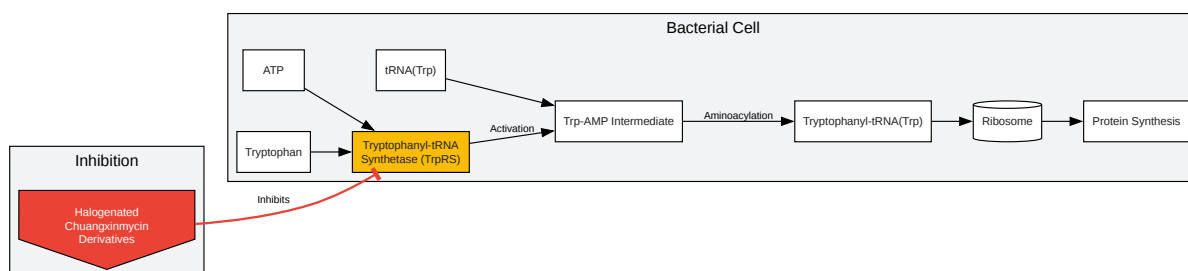 Bacterial Cell
ATP
tRNA(Trp)
Trp-AMP Intermediate
Aminoacylation
Tryptophanyl-tRNA(Trp)
Ribosome
Protein Synthesis
Activation
Tryptophan
Tryptophanyl-tRNA
Synthetase (TrpRS)
Inhibition
Halogenated
Chuangxinmycin
Derivatives
Inhibits